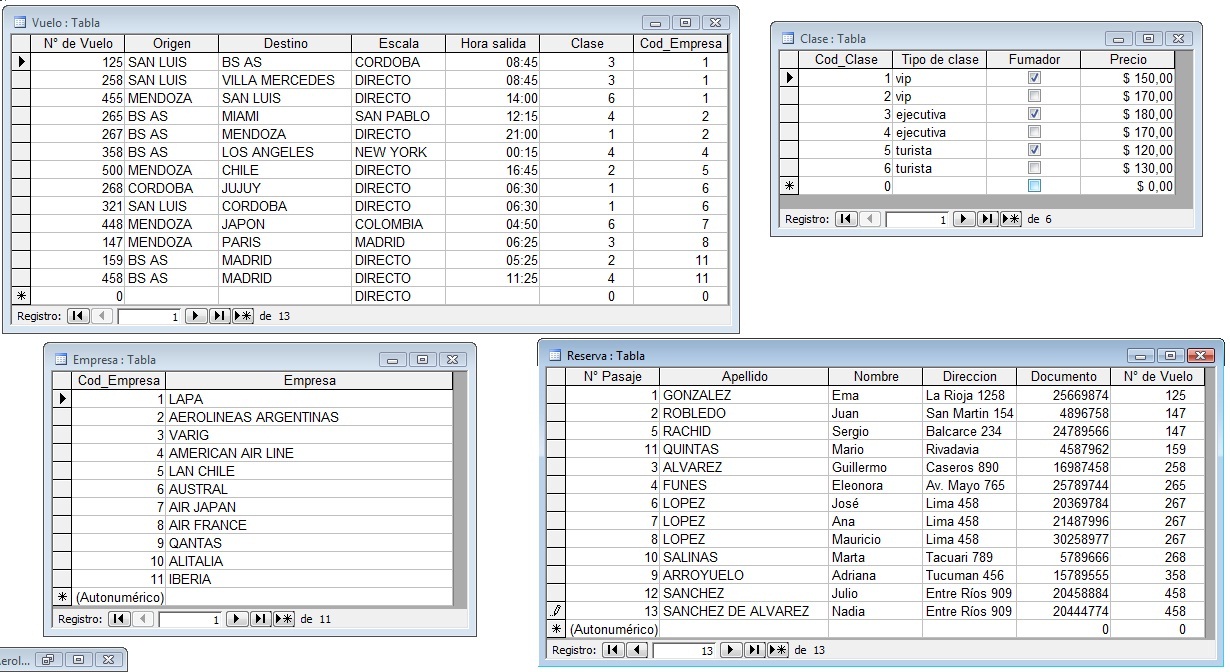 Vuelo : Tabla
N° de Vuelo Origen Destino Escala Hora salida Clase Cod_Empresa
125 SAN LUIS BS AS CORDOBA 08:45 3 1
258 SAN LUIS VILLA MERCEDES DIRECTO 08:45 3 1
455 MENDOZA SAN LUIS DIRECTO 14:00 6 1
265 BS AS MIAMI SAN PABLO 12:15 4 2
267 BS AS MENDOZA DIRECTO 21:00 1 2
358 BS AS LOS ANGELES NEW YORK 00:15 4 4
500 MENDOZA CHILE DIRECTO 16:45 2 5
268 CORDOBA JUJUY DIRECTO 06:30 1 6
321 SAN LUIS CORDOBA DIRECTO 06:30 1 6
448 MENDOZA JAPON COLOMBIA 04:50 6 7
147 MENDOZA PARIS MADRID 06:25 3 8
159 BS AS MADRID DIRECTO 05:25 2 11
458 BS AS MADRID DIRECTO 11:25 4 11
0 DIRECTO 0 0
Registro: 1 de 13
Clase : Tabla
Cod_Clase Tipo de clase Fumador Precio
1 vip $ 150,00
2 vip $ 170,00
3 ejecutiva $ 180,00
4 ejecutiva $ 170,00
5 turista $ 120,00
6 turista $ 130,00
0 $ 0,00
Registro: 1 de 6
Empresa : Tabla
Cod_Empresa Empresa
1 LAPA
2 AEROLINEAS ARGENTINAS
3 VARIG
4 AMERICAN AIR LINE
5 LAN CHILE
6 AUSTRAL
7 AIR JAPAN
8 AIR FRANCE
9 QANTAS
10 ALITALIA
11 IBERIA
(Autonumérico)
Registro: 1 de 11
Reserva : Tabla
N° Pasaje Apellido Nombre Direccion Documento N° de Vuelo
1 GONZALEZ Ema La Rioja 1258 25669874 125
2 ROBLEDO Juan San Martin 154 4896758 147
5 RACHID Sergio Balcarce 234 24789566 147
11 QUINTAS Mario Rivadavia 4587962 159
3 ALVAREZ Guillermo Caseros 890 16987458 258
4 FUNES Eleonora Av. Mayo 765 25789744 265
6 LOPEZ José Lima 458 20369784 267
7 LOPEZ Ana Lima 458 21487996 267
8 LOPEZ Mauricio Lima 458 30258977 267
10 SALINAS Marta Tacuari 789 5789666 268
9 ARROYUELO Adriana Tucuman 456 15789555 358
12 SANCHEZ Julio Entre Ríos 909 20458884 458
13 SANCHEZ DE ALVAREZ Nadia Entre Ríos 909 20444774 458
(Autonumérico) 0 0
Registro: 13 de 13
erol...